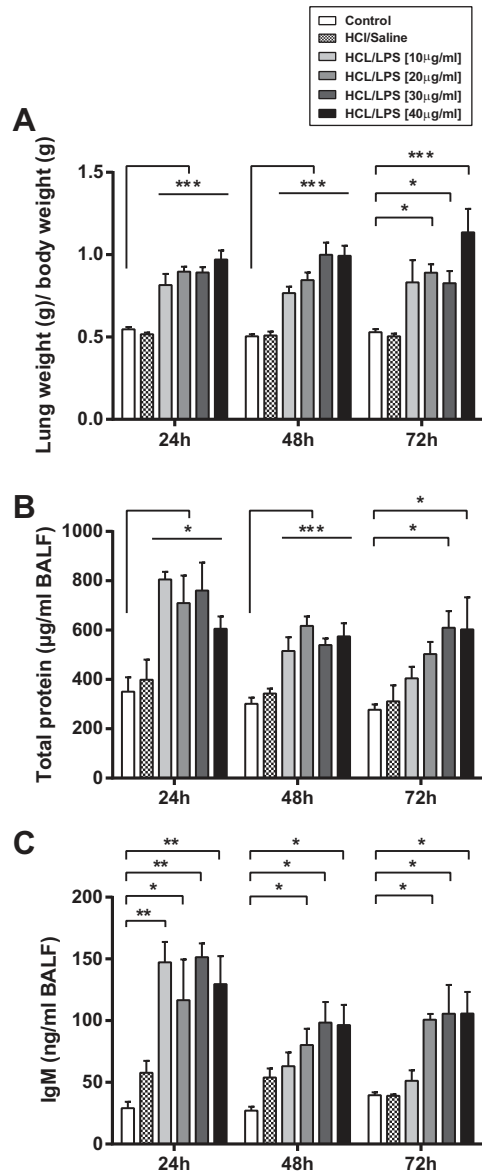 Control
HCl/Saline
HCL/LPS [10µg/ml]
HCL/LPS [20µg/ml]
HCL/LPS [30µg/ml]
HCL/LPS [40µg/ml]
A
Lung weight (g)/ body weight (g)
1.5
1.0
0.5
0.0
***
***
***
*
*
24h
48h
72h
B
Total protein (µg/ml BALF)
1000
800
600
400
200
0
*
***
*
*
24h
48h
72h
C
IgM (ng/ml BALF)
200
150
100
50
0
**
**
*
**
*
*
*
*
*
*
24h
48h
72h